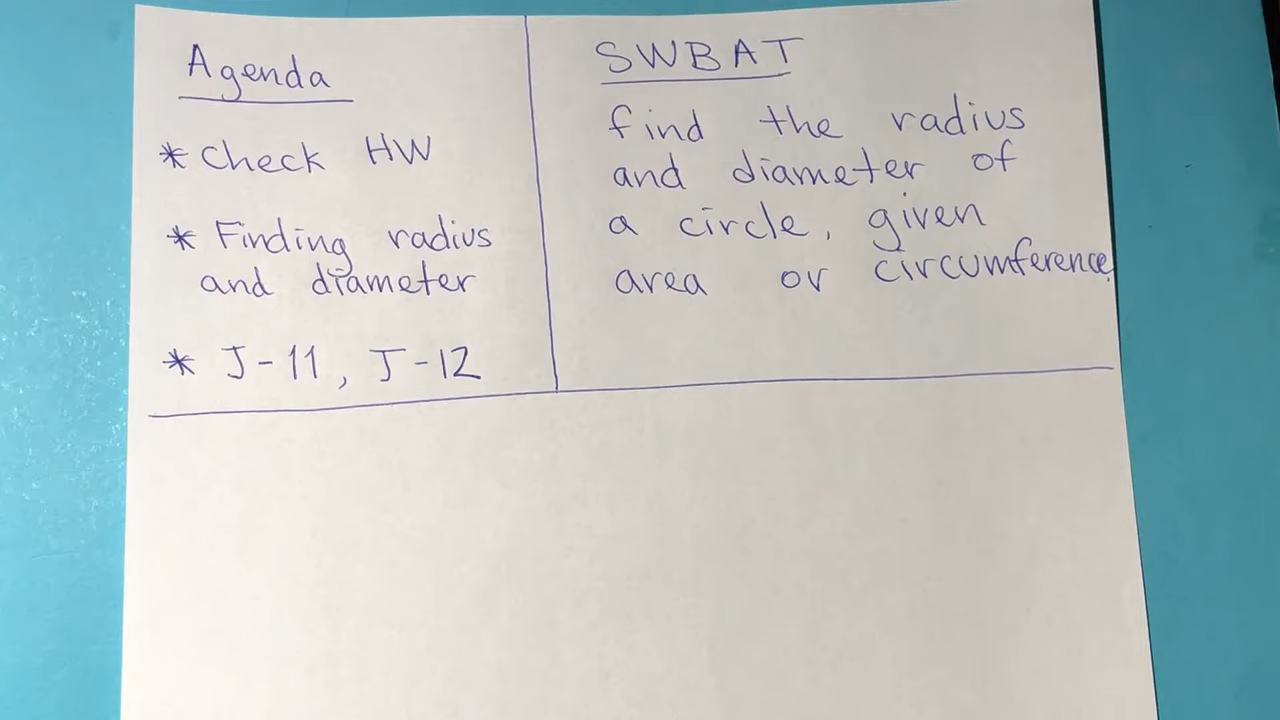 Agenda
* Check HW
* Finding radius
and diameter
* J-11, J-12
SWBAT
find the radius
and diameter of
a circle, given
area or circumference.